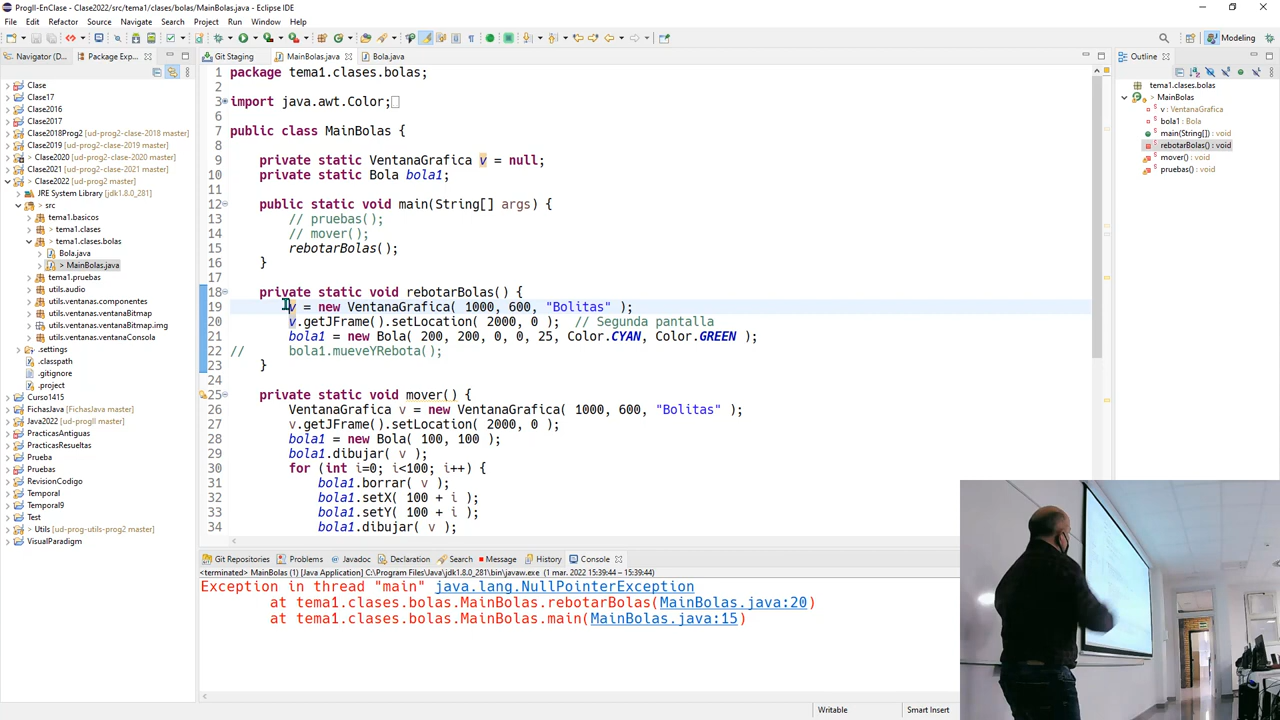 ProgII-EnClase - Clase2022/src/tema1/clases/bolas/MainBolas.java - Eclipse IDE
File Edit Refactor Source Navigate Search Project Run Window Help
Modeling
Navigator (D...
Package Exp...
Git Staging
MainBolas.java
Bola.java
Outline
Clase
Clase17
Clase2016
Clase2017
Clase2018Prog2 [ud-prog2-clase-2018 master]
Clase2019 [ud-prog2-clase-2019 master]
> Clase2020 [ud-prog2-clase-2020 master]
Clase2021 [ud-prog2-clase-2021 master]
> Clase2022 [ud-prog2 master]
JRE System Library [jdk1.8.0_281]
> src
tema1.basicos
> tema1.clases
> tema1.clases.bolas
Bola.java
> MainBolas.java
tema1.pruebas
utils.audio
utils.ventanas.componentes
utils.ventanas.ventanaBitmap
utils.ventanas.ventanaBitmap.img
utils.ventanas.ventanaConsola
.settings
.classpath
.gitignore
.project
Curso1415
FichasJava [FichasJava master]
Java2022 [ud-progII master]
PracticasAntiguas
PracticasResueltas
Prueba
Pruebas
RevisionCodigo
Temporal
Temporal9
Test
> Utils [ud-prog-utils-prog2 master]
VisualParadigm
1 package tema1.clases.bolas;
2
3 import java.awt.Color;
6
7 public class MainBolas {
8
9 private static VentanaGrafica v = null;
10 private static Bola bola1;
11
12 public static void main(String[] args) {
13 // pruebas();
14 // mover();
15 rebotarBolas();
16 }
17
18 private static void rebotarBolas() {
19 v = new VentanaGrafica( 1000, 600, "Bolitas" );
20 v.getJFrame().setLocation( 2000, 0 ); // Segunda pantalla
21 bola1 = new Bola( 200, 200, 0, 0, 25, Color.CYAN, Color.GREEN );
22 // bola1.mueveYRebota();
23 }
24
25 private static void mover() {
26 VentanaGrafica v = new VentanaGrafica( 1000, 600, "Bolitas" );
27 v.getJFrame().setLocation( 2000, 0 );
28 bola1 = new Bola( 100, 100 );
29 bola1.dibujar( v );
30 for (int i=0; i<100; i++) {
31 bola1.borrar( v );
32 bola1.setX( 100 + i );
33 bola1.setY( 100 + i );
34 bola1.dibujar( v );
tema1.clases.bolas
MainBolas
v : VentanaGrafica
bola1 : Bola
main(String[]) : void
rebotarBolas() : void
mover() : void
pruebas() : void
Git Repositories Problems Javadoc Declaration Search Message History Console
<terminated> MainBolas (1) [Java Application] C:\Program Files\Java\jdk1.8.0_281\bin\javaw.exe (1 mar. 2022 15:39:44 – 15:39:44)
Exception in thread "main" java.lang.NullPointerException
at tema1.clases.bolas.MainBolas.rebotarBolas(MainBolas.java:20)
at tema1.clases.bolas.MainBolas.main(MainBolas.java:15)
Writable
Smart Insert